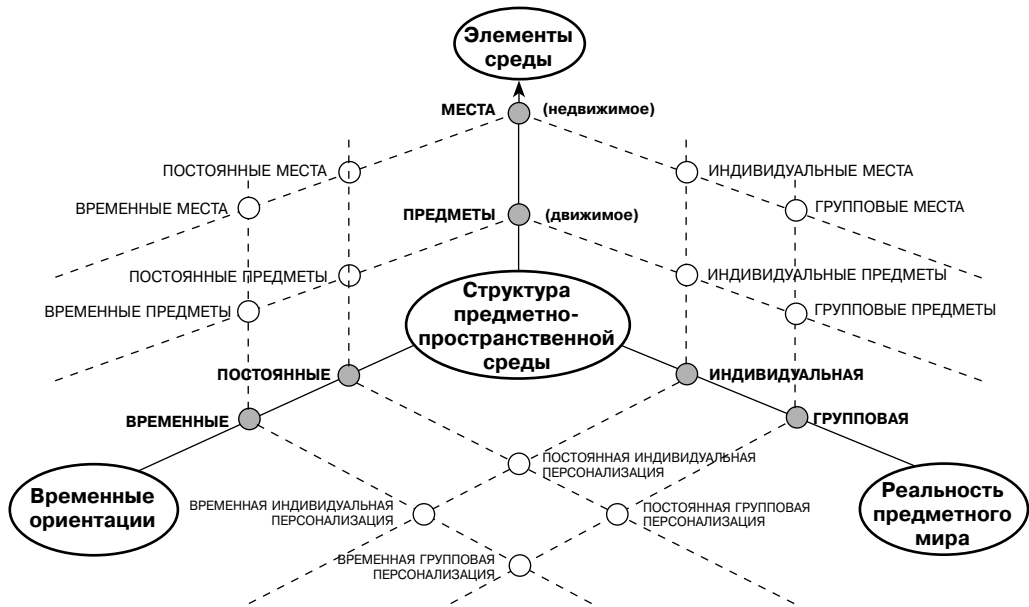 Элементы
среды
МЕСТА (недвижимое)
ПОСТОЯННЫЕ МЕСТА
ИНДИВИДУАЛЬНЫЕ МЕСТА
ВРЕМЕННЫЕ МЕСТА
ГРУППОВЫЕ МЕСТА
ПРЕДМЕТЫ (движимое)
ПОСТОЯННЫЕ ПРЕДМЕТЫ
ИНДИВИДУАЛЬНЫЕ ПРЕДМЕТЫ
ВРЕМЕННЫЕ ПРЕДМЕТЫ
ГРУППОВЫЕ ПРЕДМЕТЫ
Структура
предметно-
пространственной
среды
ПОСТОЯННЫЕ
ИНДИВИДУАЛЬНАЯ
ВРЕМЕННЫЕ
ГРУППОВАЯ
ПОСТОЯННАЯ ИНДИВИДУАЛЬНАЯ
ПЕРСОНАЛИЗАЦИЯ
Временные
ориентации
ВРЕМЕННАЯ ИНДИВИДУАЛЬНАЯ
ПЕРСОНАЛИЗАЦИЯ
ПОСТОЯННАЯ ГРУППОВАЯ
ПЕРСОНАЛИЗАЦИЯ
Реальность
предметного
мира
ВРЕМЕННАЯ ГРУППОВАЯ
ПЕРСОНАЛИЗАЦИЯ